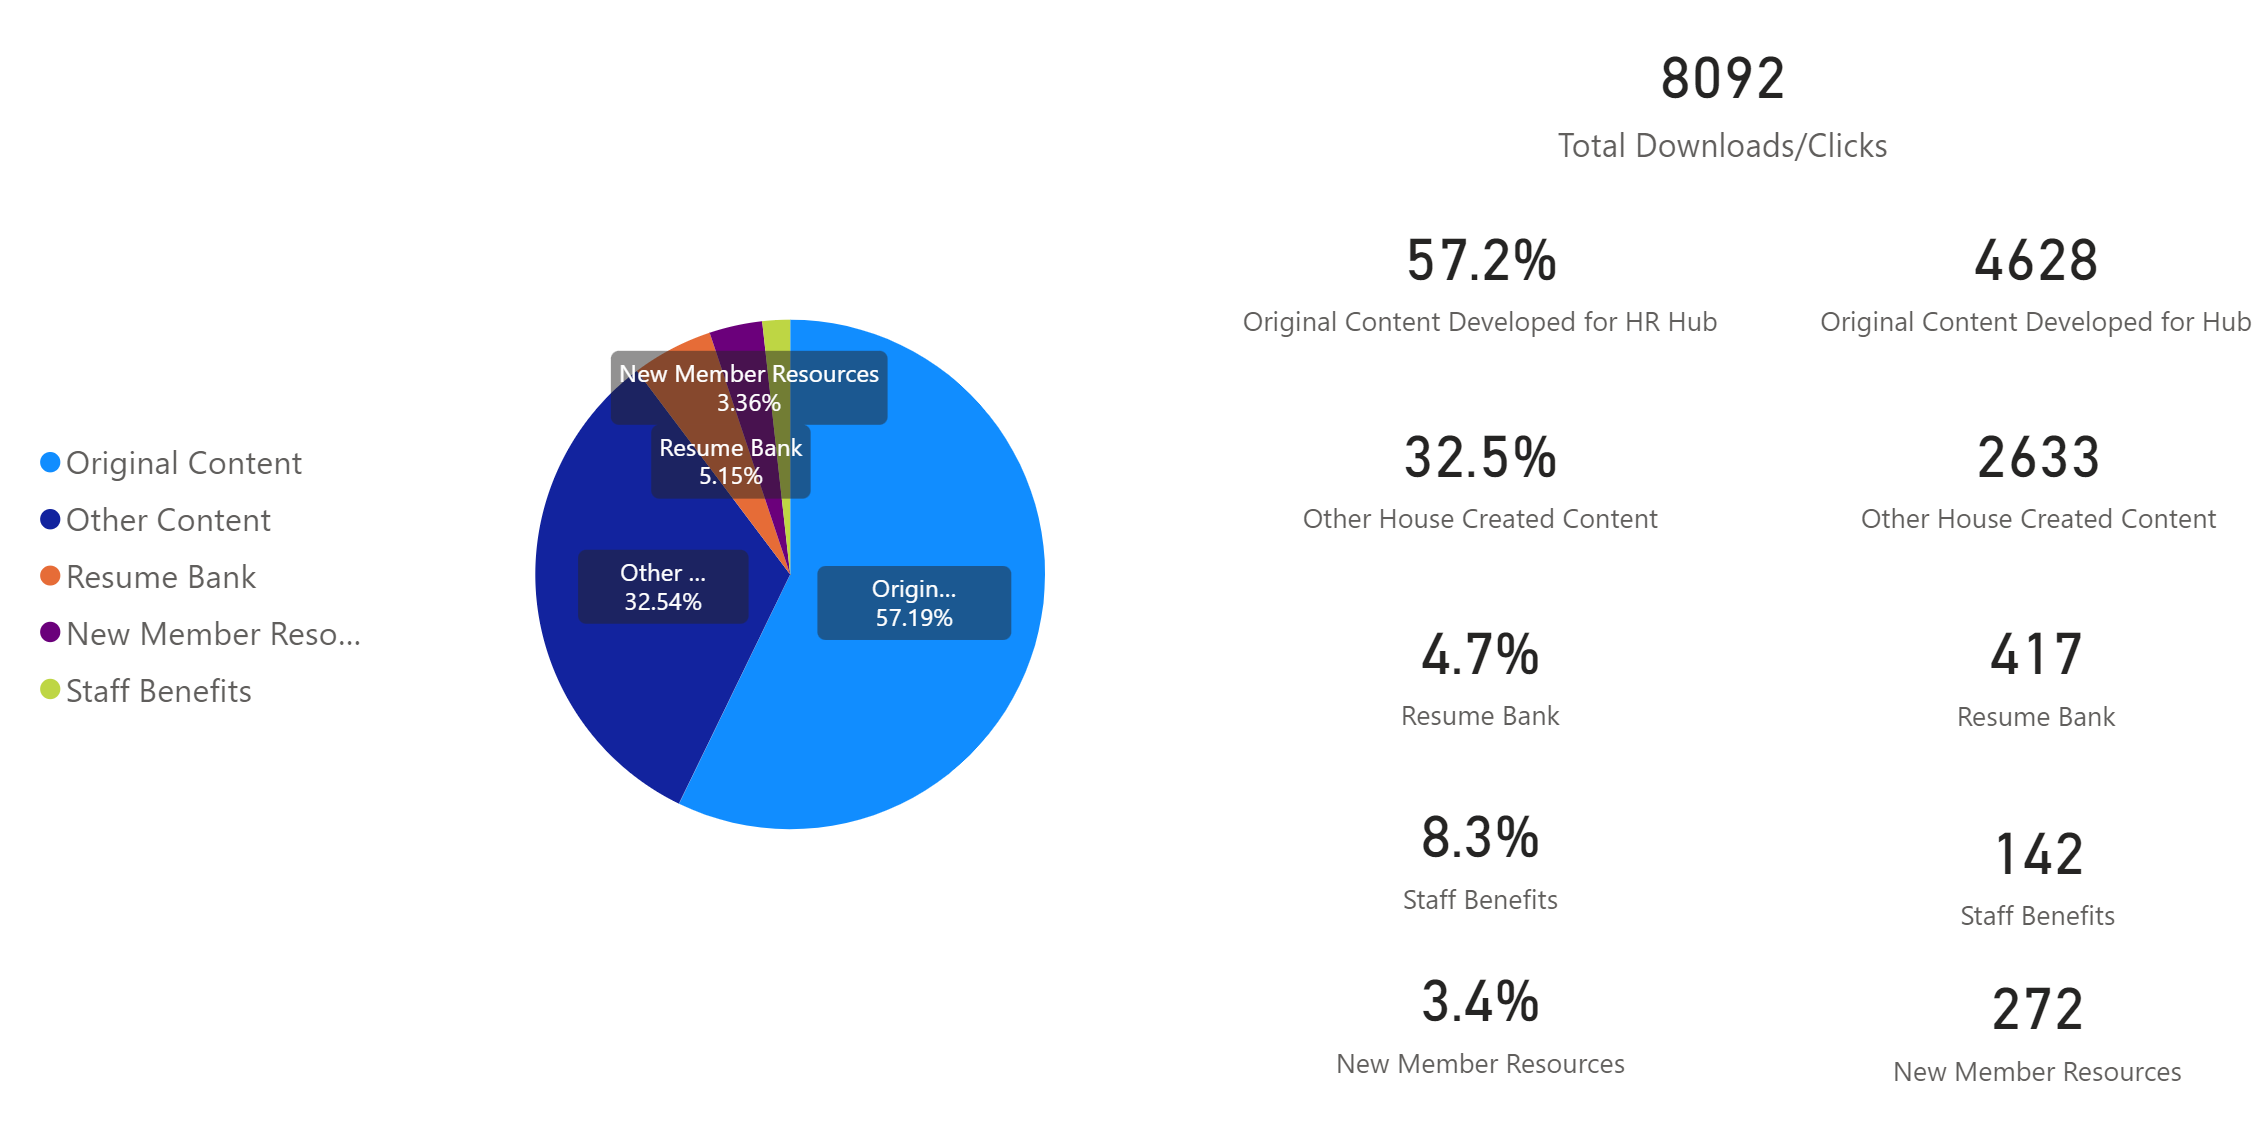 Original Content
Other Content
Resume Bank
New Member Reso...
Staff Benefits
New Member Resources
3.36%
Resume Bank
5.15%
Other ...
32.54%
Origin...
57.19%
8092
Total Downloads/Clicks
57.2%
Original Content Developed for HR Hub
4628
Original Content Developed for Hub
32.5%
Other House Created Content
2633
Other House Created Content
4.7%
Resume Bank
417
Resume Bank
8.3%
Staff Benefits
142
Staff Benefits
3.4%
New Member Resources
272
New Member Resources